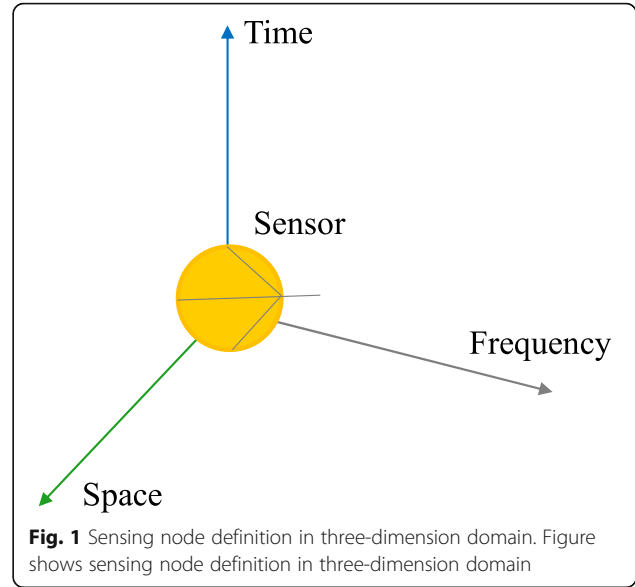 Time
Sensor
Frequency
Space
Fig. 1 Sensing node definition in three-dimension domain. Figure
shows sensing node definition in three-dimension domain